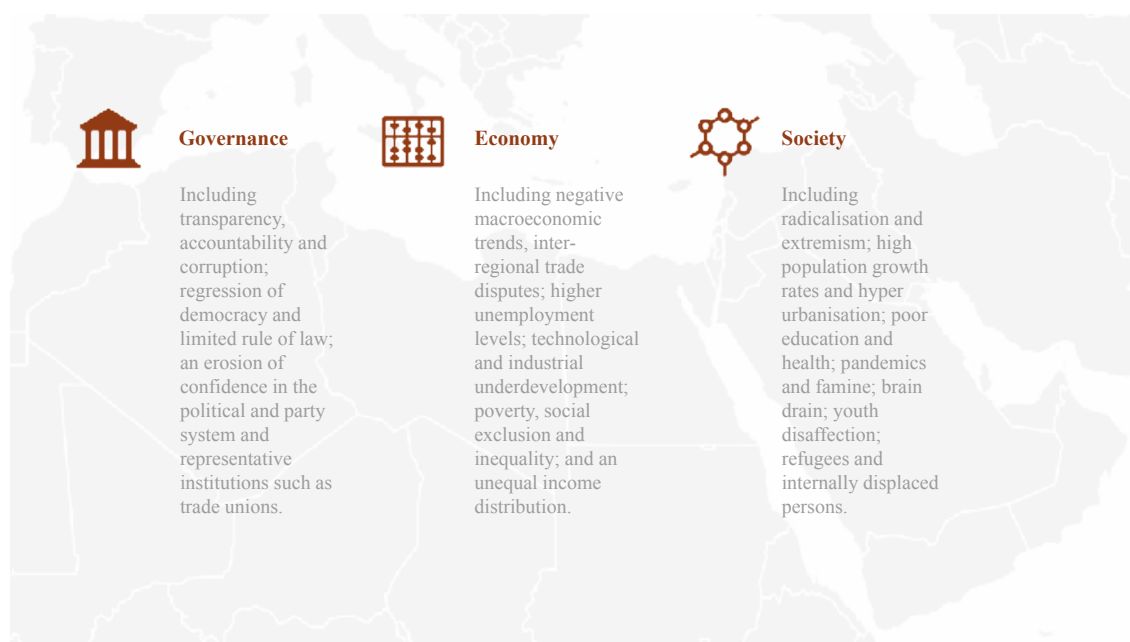 Governance
Including
transparency,
accountability and
corruption;
regression of
democracy and
limited rule of law;
an erosion of
confidence in the
political and party
system and
representative
institutions such as
trade unions.
Economy
Including negative
macroeconomic
trends, inter-
regional trade
disputes; higher
unemployment
levels; technological
and industrial
underdevelopment;
poverty, social
exclusion and
inequality; and an
unequal income
distribution.
Society
Including
radicalisation and
extremism; high
population growth
rates and hyper
urbanisation; poor
education and
health; pandemics
and famine; brain
drain; youth
disaffection;
refugees and
internally displaced
persons.